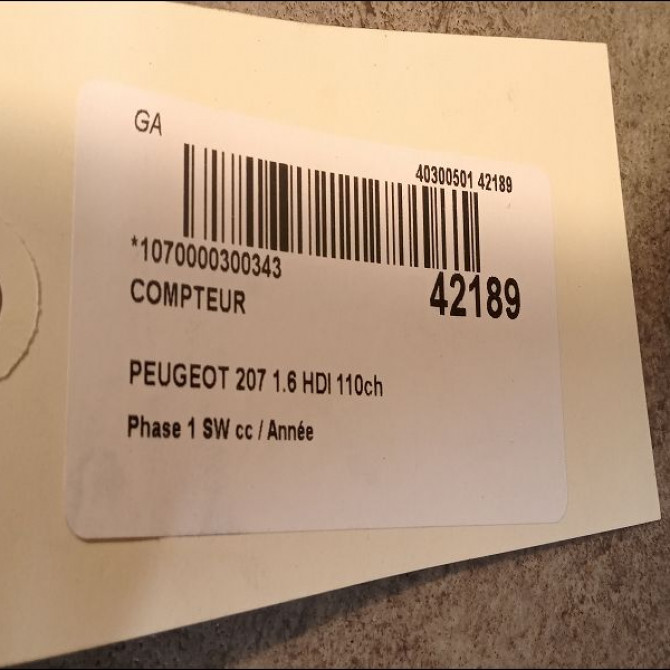 GA
40300501 42189
*1070000300343
42189
COMPTEUR
PEUGEOT 207 1.6 HDI 110ch
Phase 1 SW cc / Année